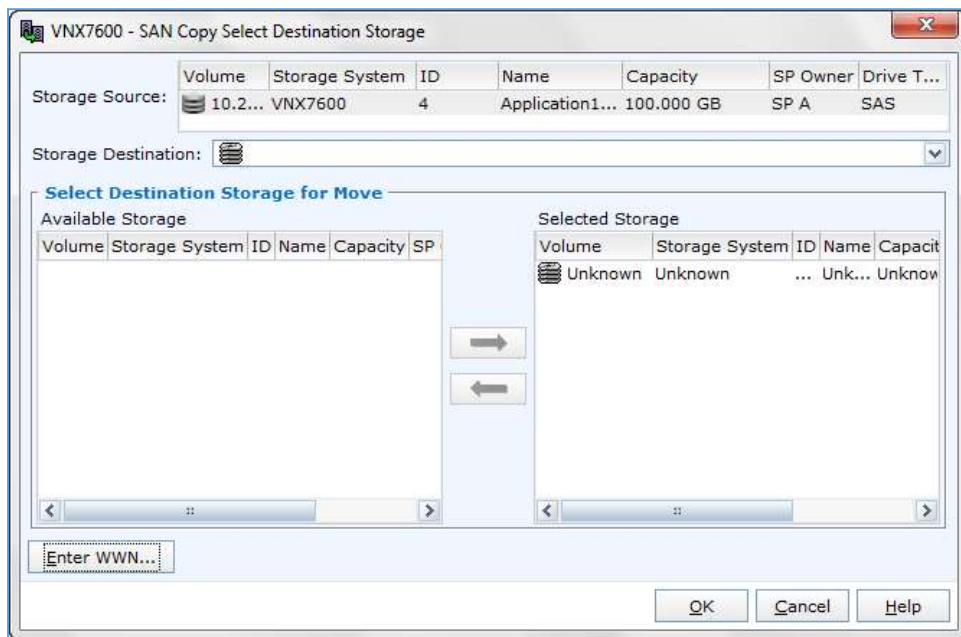 VNX7600 - SAN Copy Select Destination Storage
Storage Source:
Volume Storage System ID Name Capacity SP Owner Drive T...
10.2... VNX7600 4 Application1... 100.000 GB SP A SAS
Storage Destination:
Select Destination Storage for Move
Available Storage
Volume Storage System ID Name Capacity SP
Selected Storage
Volume Storage System ID Name Capacit
Unknown Unknown ... Unk... Unknow
Enter WWN...
OK Cancel Help